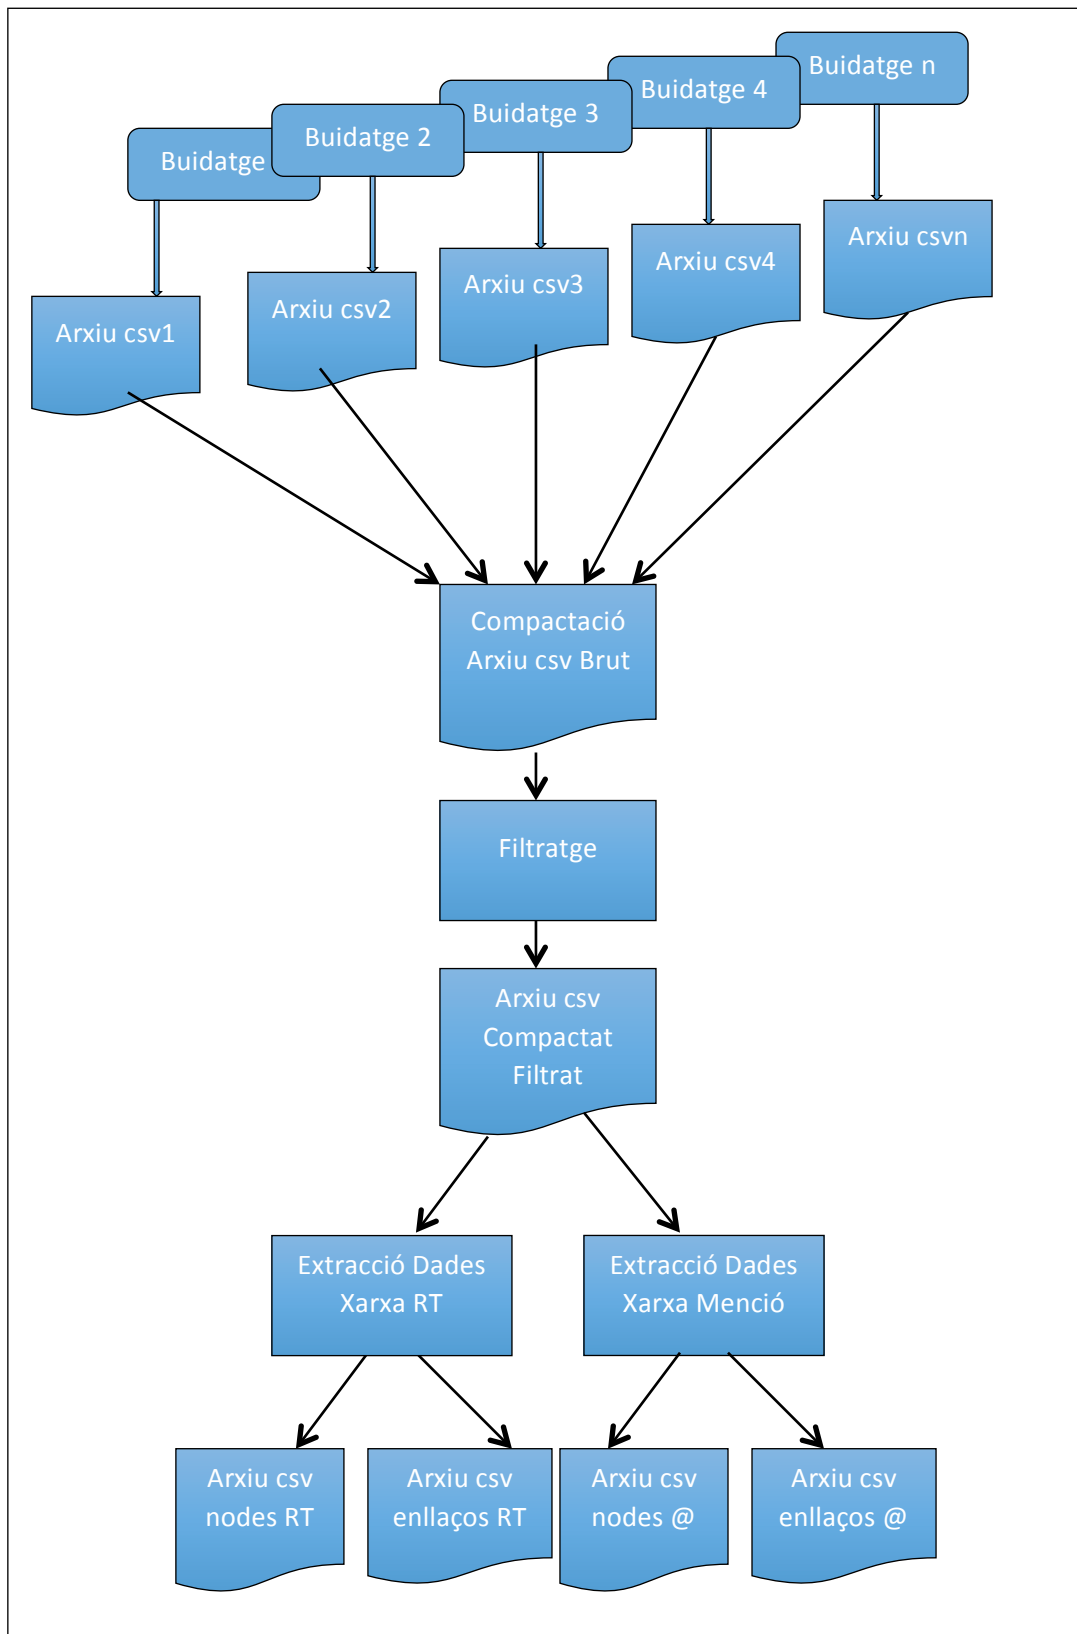 Buidatge
Buidatge 2
Buidatge 3
Buidatge 4
Buidatge n
Arxiu csv1
Arxiu csv2
Arxiu csv3
Arxiu csv4
Arxiu csvn
Compactació
Arxiu csv Brut
Filtratge
Arxiu csv
Compactat
Filtrat
Extracció Dades
Xarxa RT
Extracció Dades
Xarxa Menció
Arxiu csv
nodes RT
Arxiu csv
enllaços RT
Arxiu csv
nodes @
Arxiu csv
enllaços @